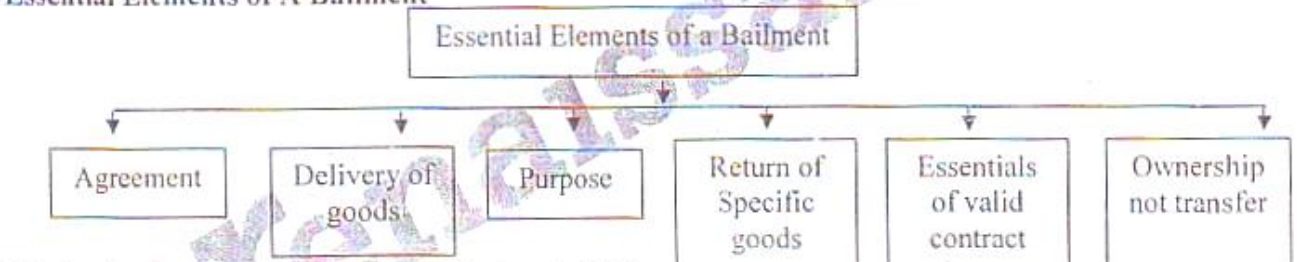 Essential Elements of A Bailment
Essential Elements of a Bailment
Agreement
Delivery of
goods
Purpose
Return of
Specific
goods
Essentials
of valid
contract
Ownership
not transfer